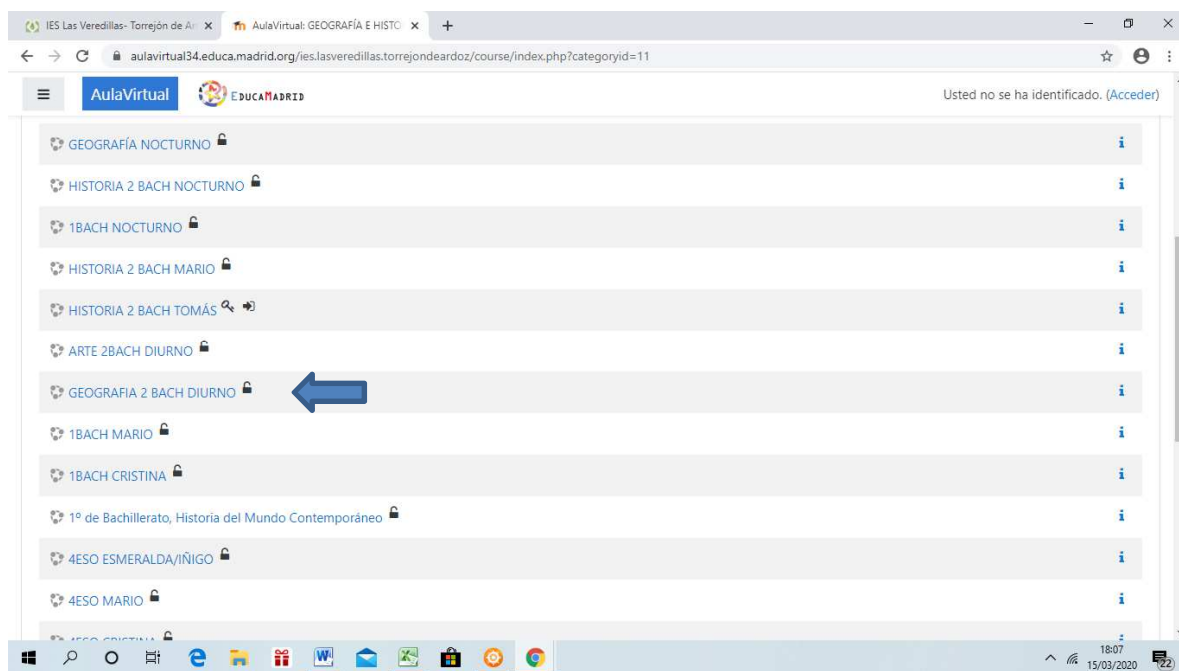 IES Las Veredillas- Torrejón de Ar
AulaVirtual: GEOGRAFÍA E HISTO
aulavirtual34.educa.madrid.org/ies.lasveredillas.torrejondeardoz/course/index.php?categoryid=11
AulaVirtual EDUCAMADRID Usted no se ha identificado. (Acceder)
GEOGRAFÍA NOCTURNO
HISTORIA 2 BACH NOCTURNO
1BACH NOCTURNO
HISTORIA 2 BACH MARIO
HISTORIA 2 BACH TOMÁS
ARTE 2BACH DIURNO
GEOGRAFIA 2 BACH DIURNO
1BACH MARIO
1BACH CRISTINA
1º de Bachillerato, Historia del Mundo Contemporáneo
4ESO ESMERALDA/IÑIGO
4ESO MARIO
4ESO CRISTINA
18:07
15/03/2020
22